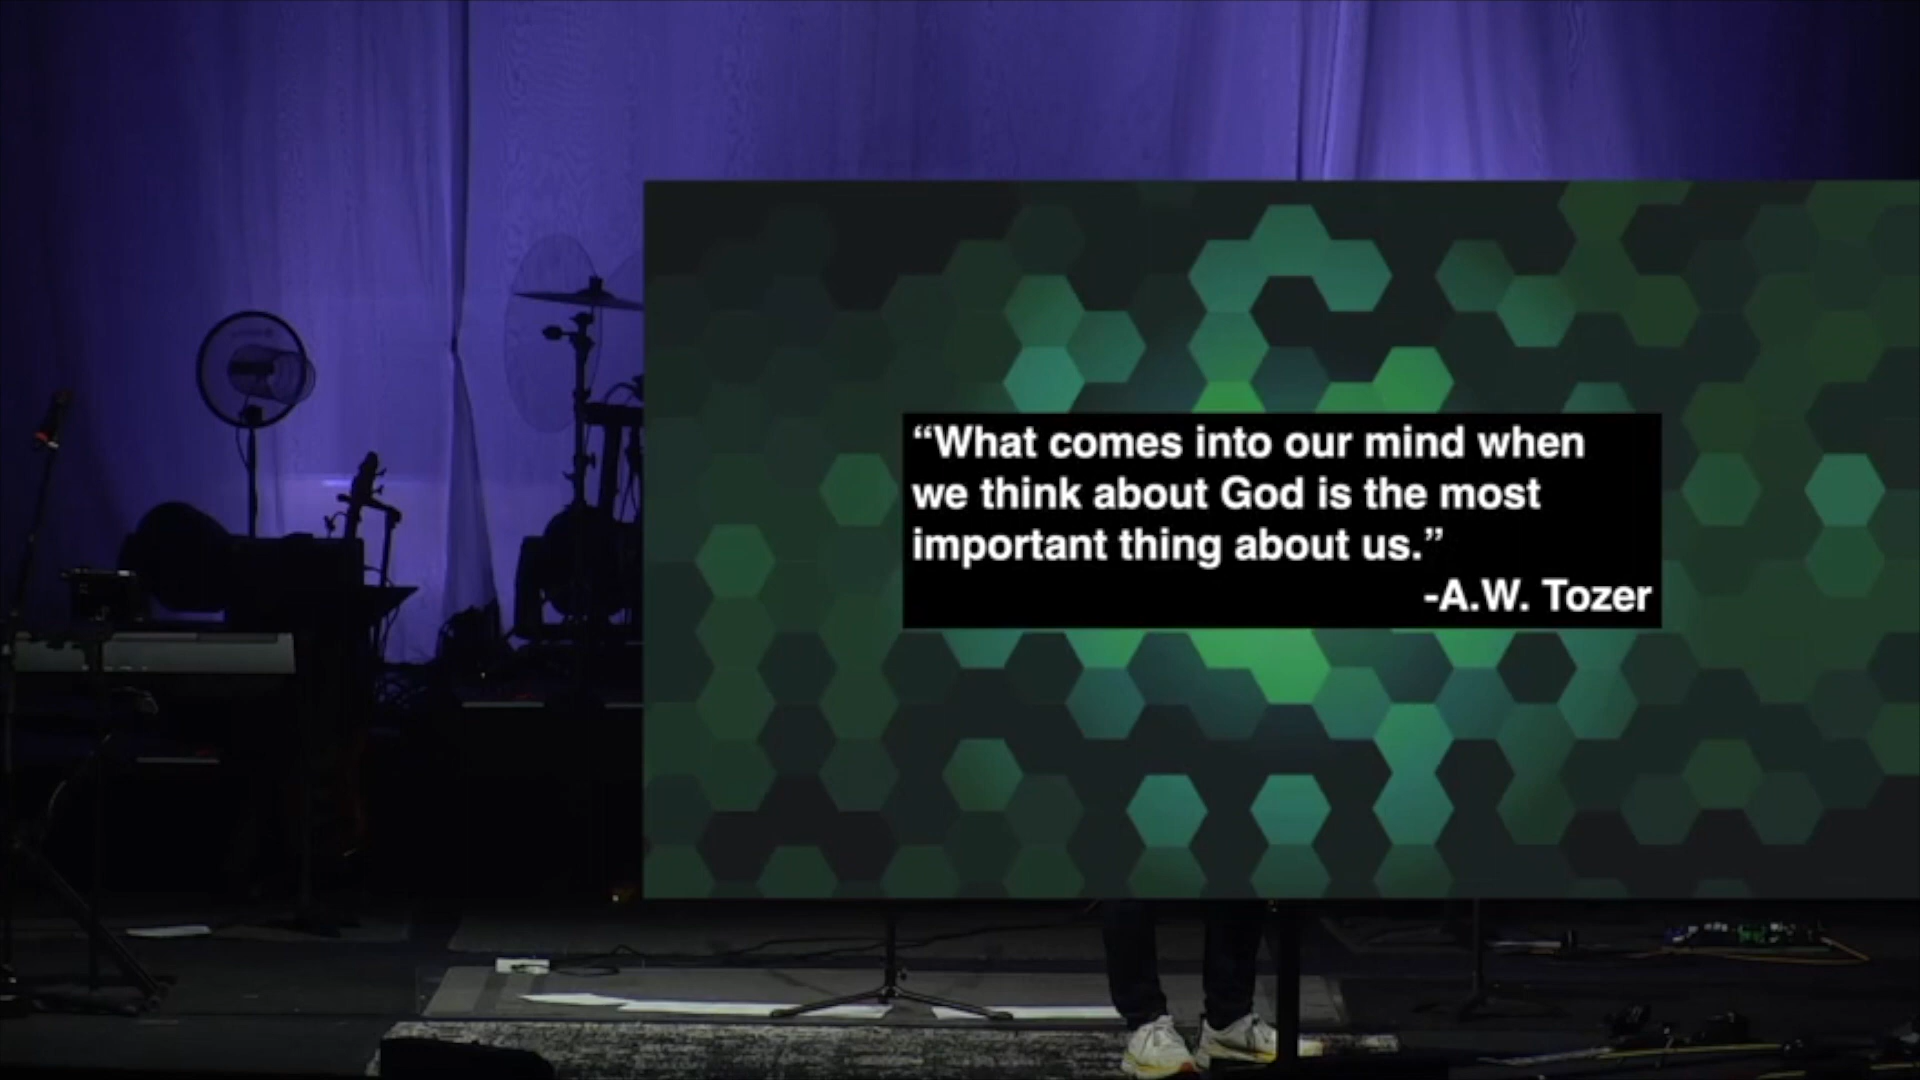 “What comes into our mind when
we think about God is the most
important thing about us.”
-A.W. Tozer